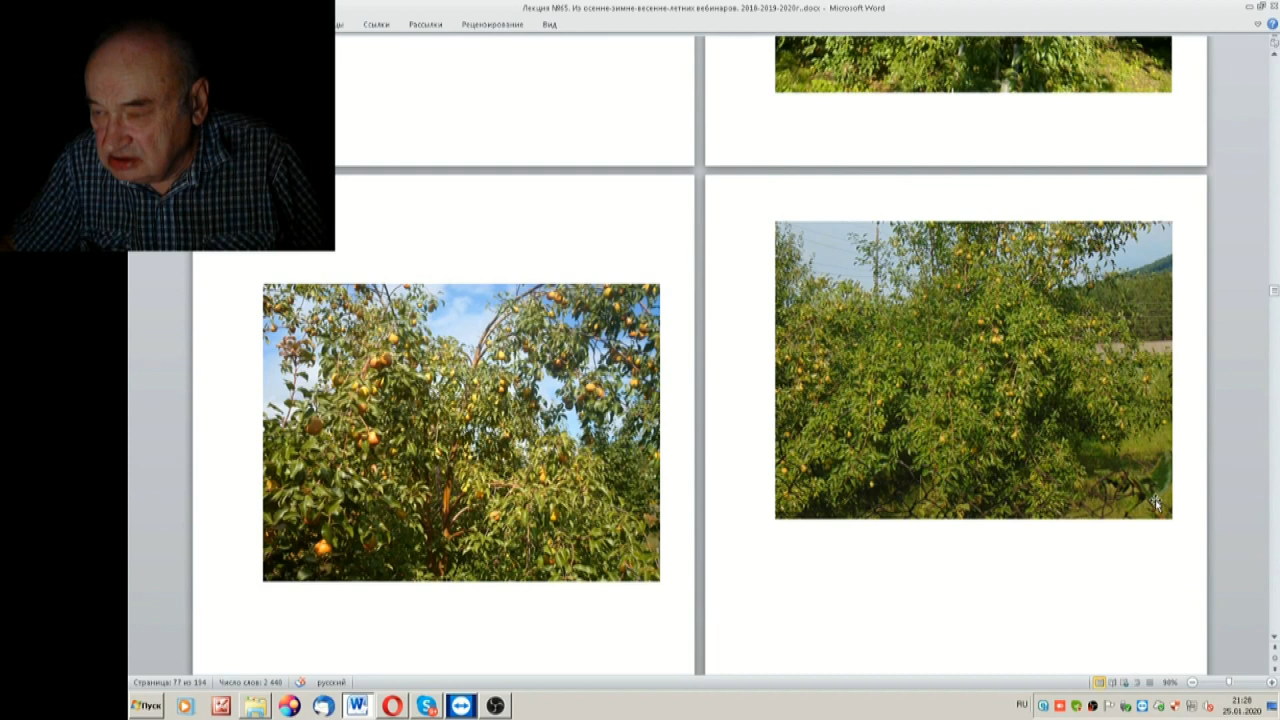 Лекция №65. Из осенне-зимне-весенне-летних вебинаров. 2018-2019-2020г..docx - Microsoft Word
Ссылки Рассылки Рецензирование Вид
Страница: 77 из 194 Число слов: 2 440 русский 90%
Пуск RU 21:28
25.01.2020